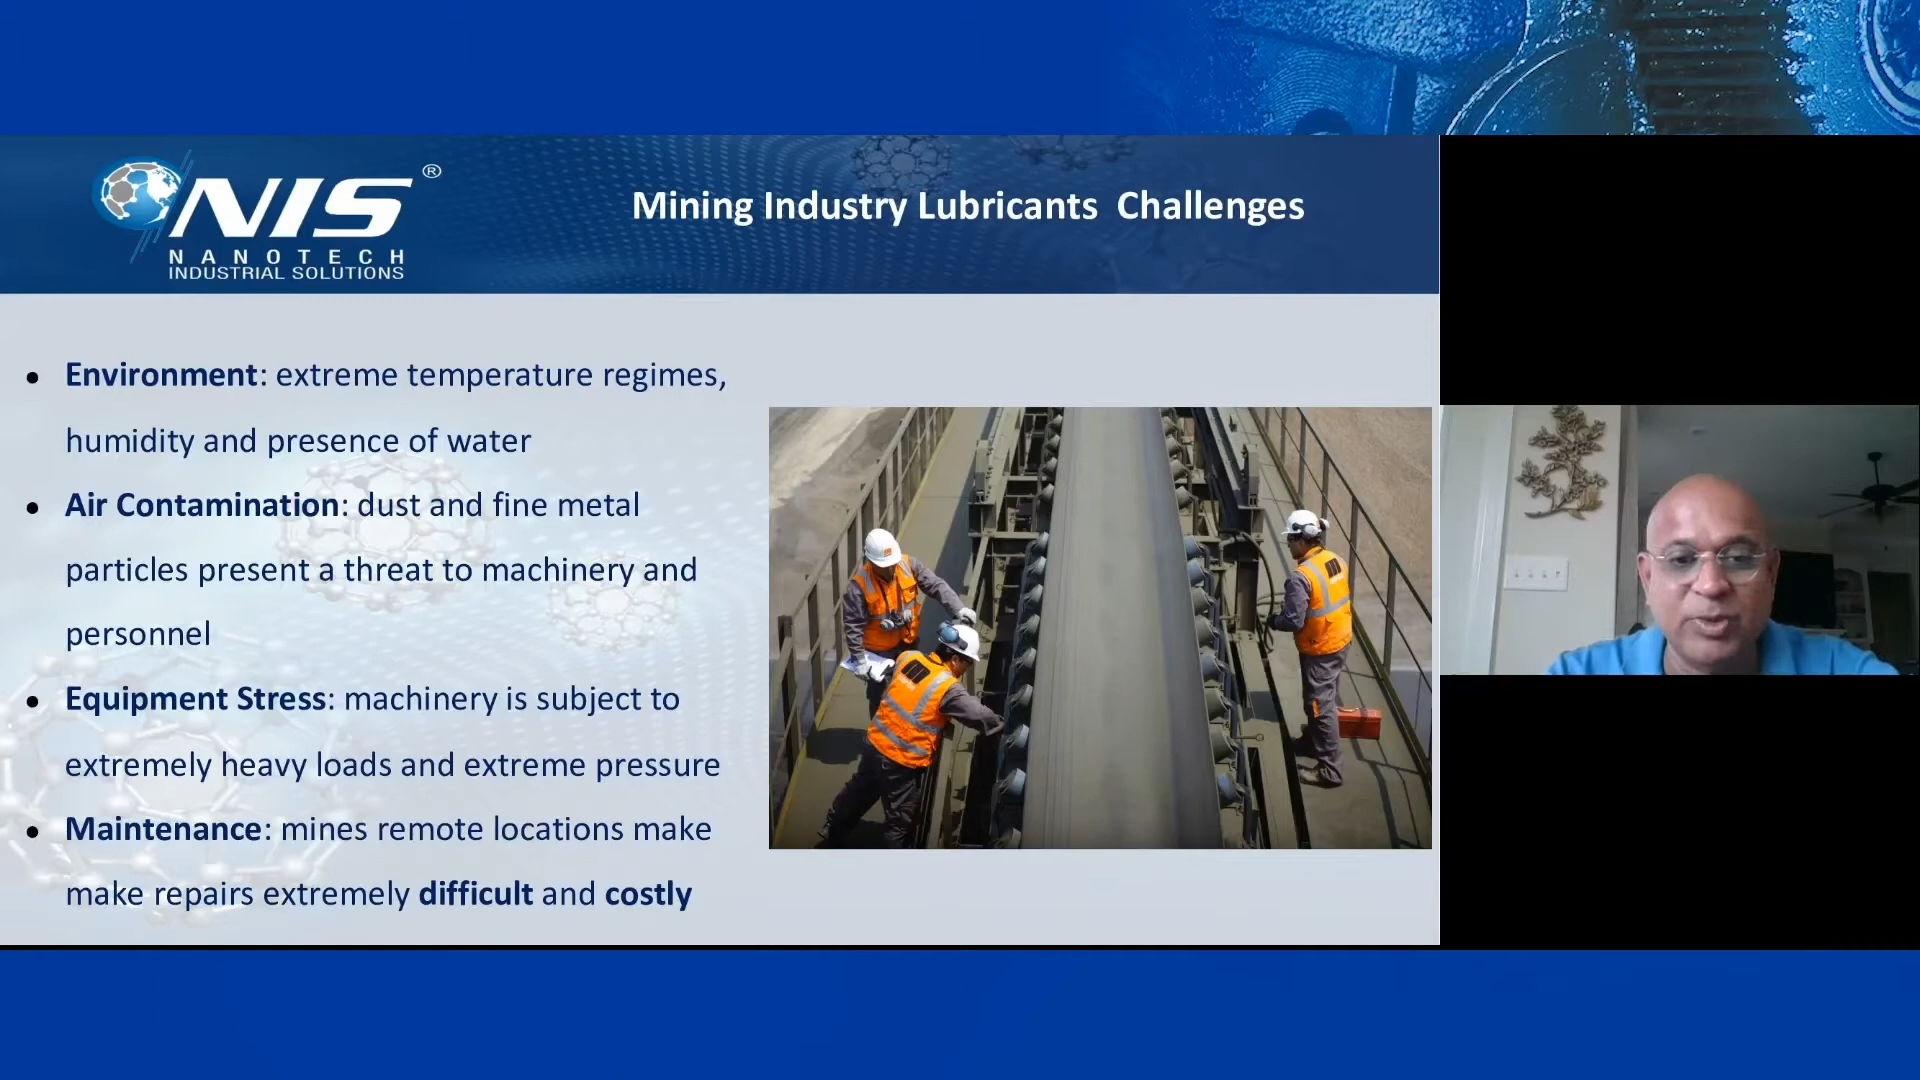 NIS®
NANOTECH
INDUSTRIAL SOLUTIONS
Mining Industry Lubricants  Challenges
• Environment: extreme temperature regimes,
humidity and presence of water
• Air Contamination: dust and fine metal
particles present a threat to machinery and
personnel
• Equipment Stress: machinery is subject to
extremely heavy loads and extreme pressure
• Maintenance: mines remote locations make
make repairs extremely difficult and costly